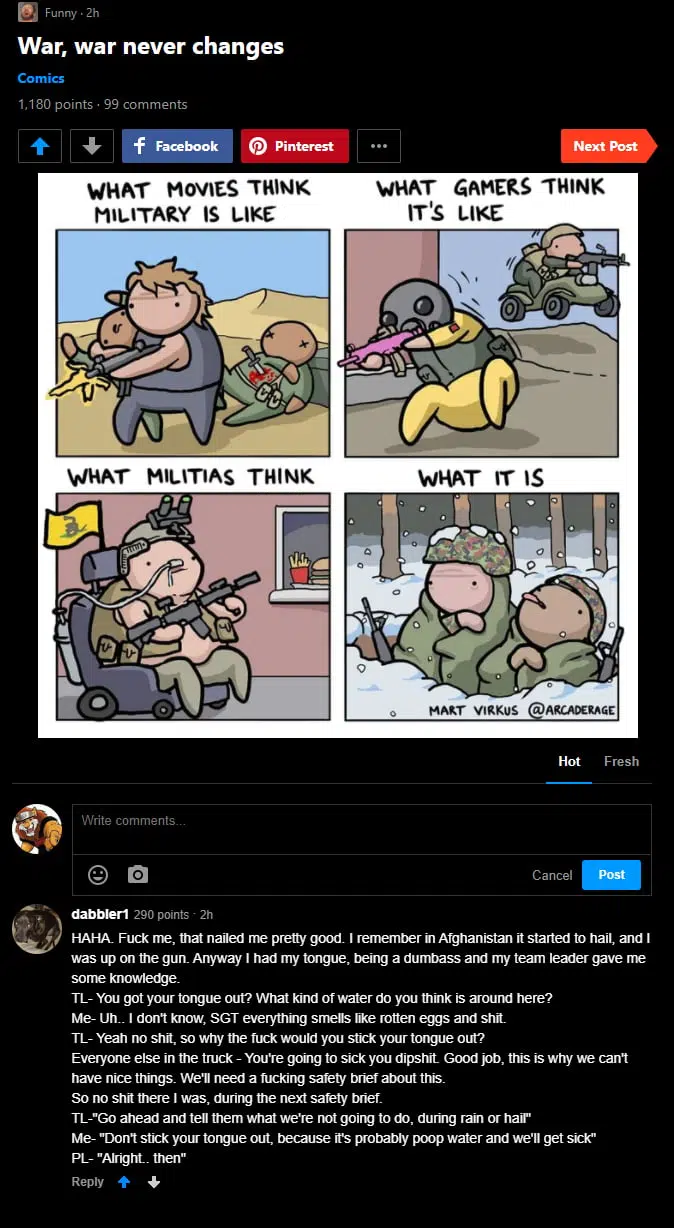 Funny · 2h
War, war never changes
Comics
1,180 points · 99 comments
Facebook
Pinterest
Next Post
WHAT MOVIES THINK
MILITARY IS LIKE
WHAT GAMERS THINK
IT'S LIKE
WHAT MILITIAS THINK
WHAT IT IS
MART VIRKUS @ARCADERAGE
Hot
Fresh
Write comments...
Cancel
Post
dabbler1 290 points · 2h
HAHA. Fuck me, that nailed me pretty good. I remember in Afghanistan it started to hail, and I
was up on the gun. Anyway I had my tongue, being a dumbass and my team leader gave me
some knowledge.
TL- You got your tongue out? What kind of water do you think is around here?
Me- Uh.. I don't know, SGT everything smells like rotten eggs and shit.
TL- Yeah no shit, so why the fuck would you stick your tongue out?
Everyone else in the truck - You're going to sick you dipshit. Good job, this is why we can't
have nice things. We'll need a fucking safety brief about this.
So no shit there I was, during the next safety brief.
TL-"Go ahead and tell them what we're not going to do, during rain or hail"
Me- "Don't stick your tongue out, because it's probably poop water and we'll get sick"
PL- "Alright.. then"
Reply